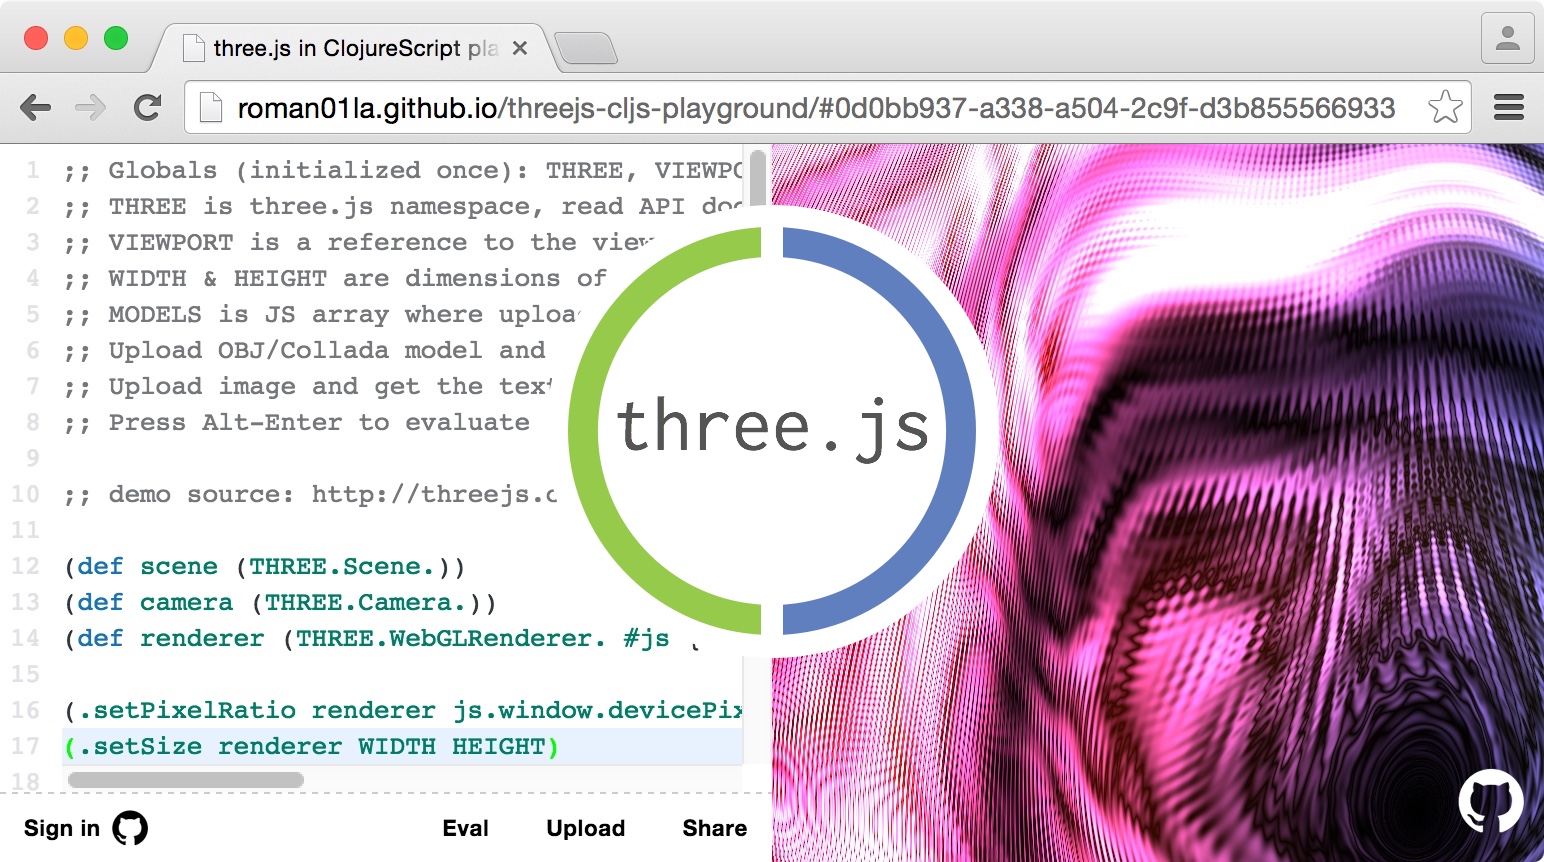 three.js in ClojureScript pla
roman01la.github.io/threejs-cljs-playground/#0d0bb937-a338-a504-2c9f-d3b855566933
1 ;; Globals (initialized once): THREE, VIEWPO
2 ;; THREE is three.js namespace, read API doc
3 ;; VIEWPORT is a reference to the view
4 ;; WIDTH & HEIGHT are dimensions of
5 ;; MODELS is JS array where uploa
6 ;; Upload OBJ/Collada model and
7 ;; Upload image and get the text
8 ;; Press Alt-Enter to evaluate
9
10 ;; demo source: http://threejs.o
11
12 (def scene (THREE.Scene.))
13 (def camera (THREE.Camera.))
14 (def renderer (THREE.WebGLRenderer. #js {
15
16 (.setPixelRatio renderer js.window.devicePix
17 (.setSize renderer WIDTH HEIGHT)
18
three.js
Sign in
Eval
Upload
Share